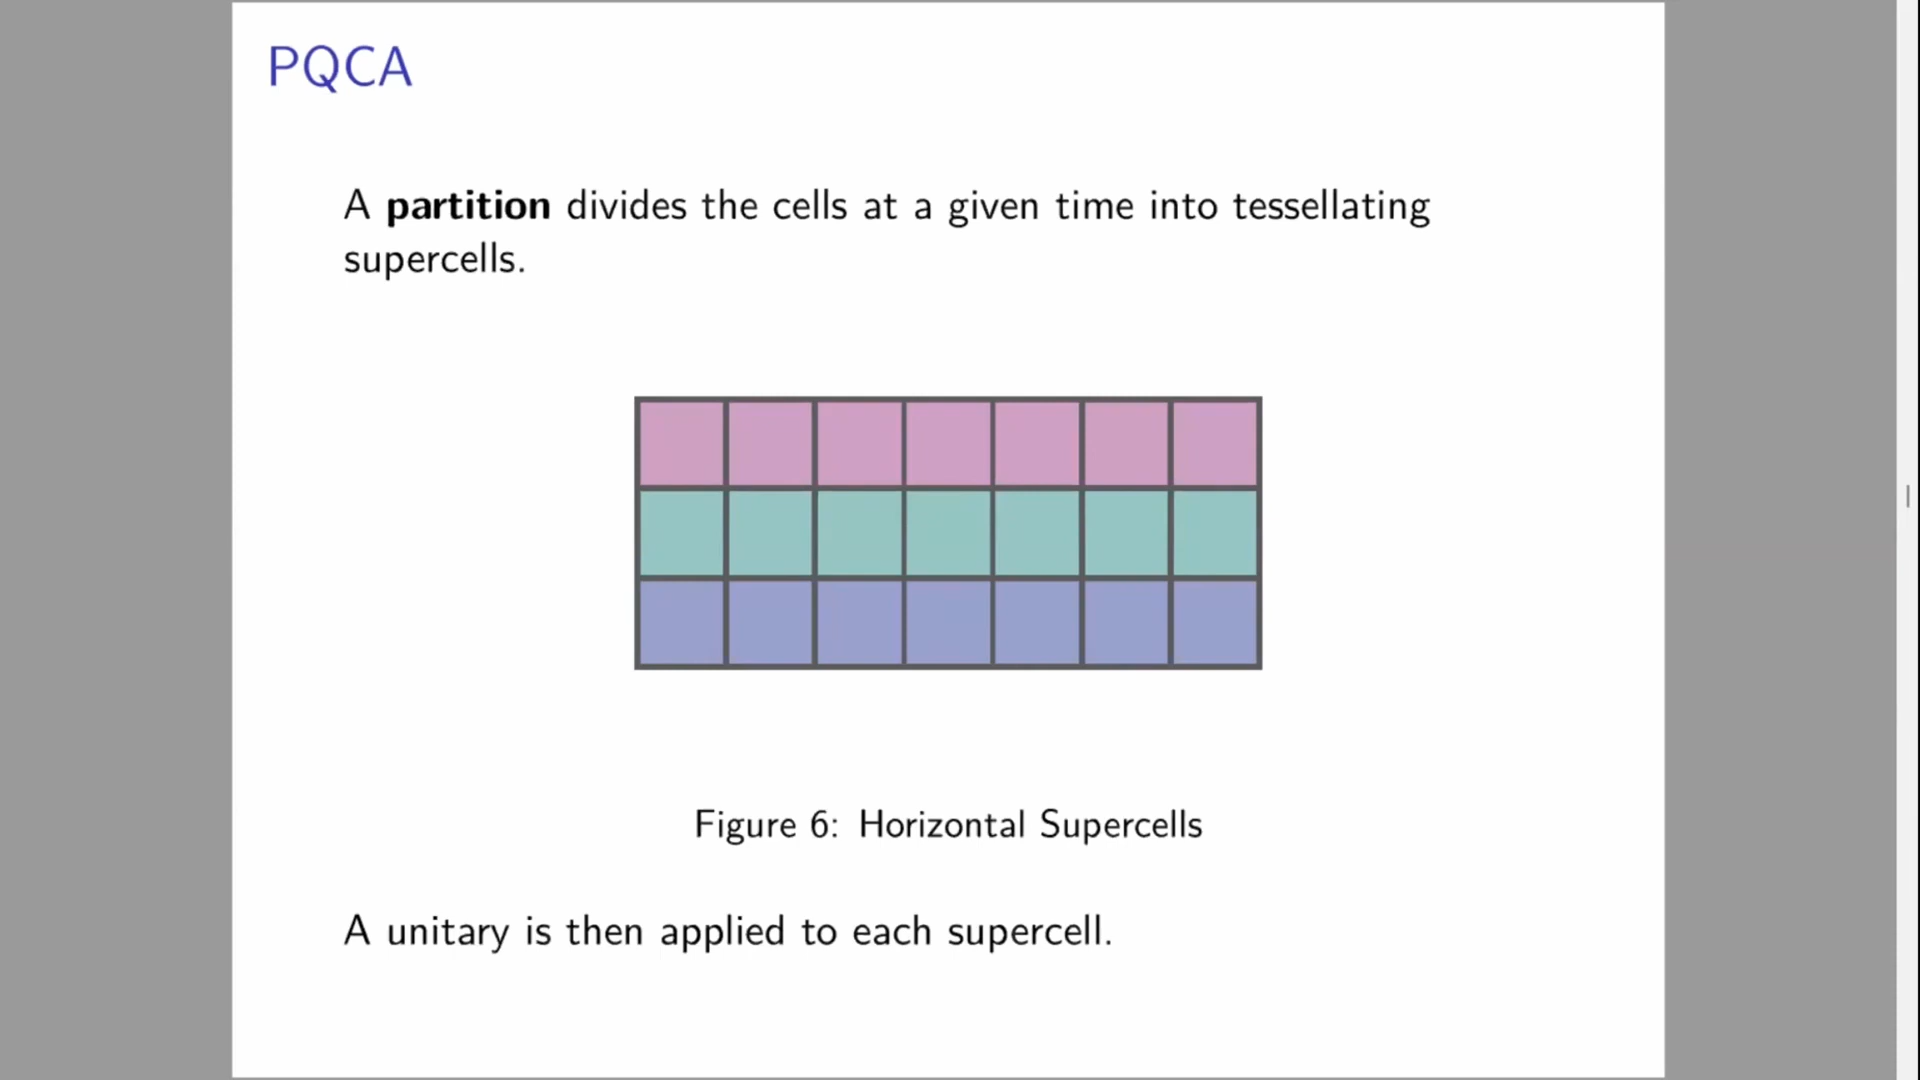 PQCA
A partition divides the cells at a given time into tessellating
supercells.
Figure 6: Horizontal Supercells
A unitary is then applied to each supercell.